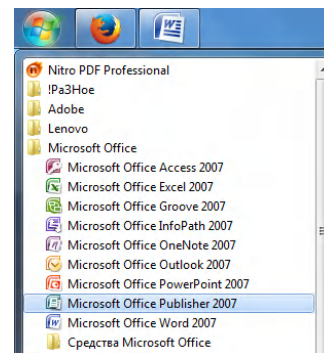 Nitro PDF Professional
!РаЗНое
Adobe
Lenovo
Microsoft Office
Microsoft Office Access 2007
Microsoft Office Excel 2007
Microsoft Office Groove 2007
Microsoft Office InfoPath 2007
Microsoft Office OneNote 2007
Microsoft Office Outlook 2007
Microsoft Office PowerPoint 2007
Microsoft Office Publisher 2007
Microsoft Office Word 2007
Средства Microsoft Office